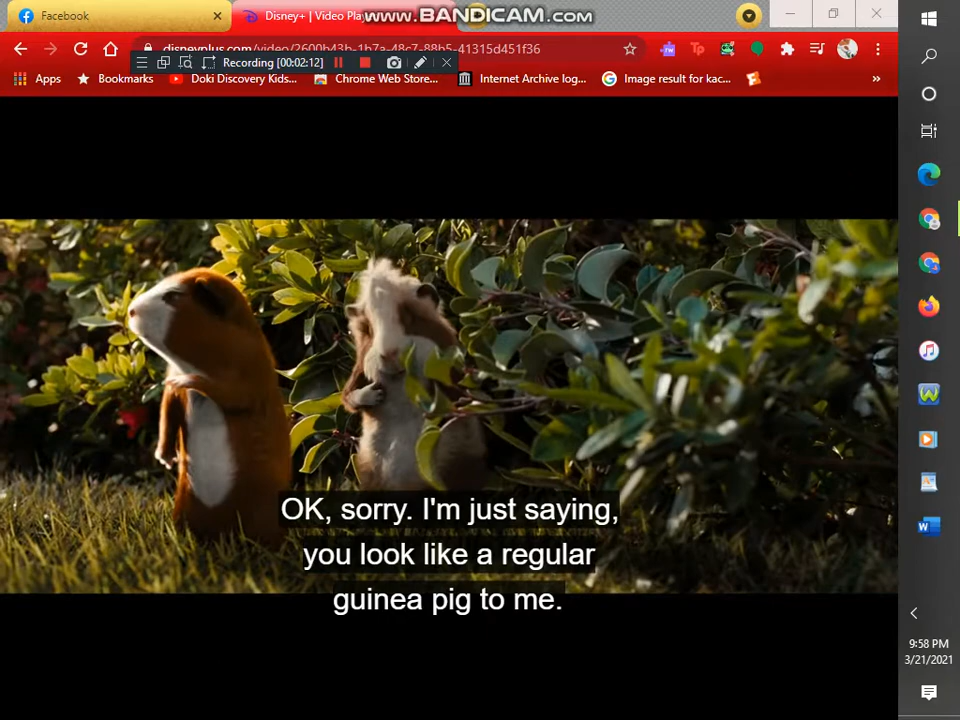 Facebook
Disney+ | Video Play
www.BANDICAM.com
disneyplus.com/video/2600b43b-1b7a-48c7-88b5-41315d451f36
Recording [00:02:12]
Apps
Bookmarks
Doki Discovery Kids...
Chrome Web Store...
Internet Archive log...
Image result for kac...
»
OK, sorry. I'm just saying,
you look like a regular
guinea pig to me.
9:58 PM
3/21/2021